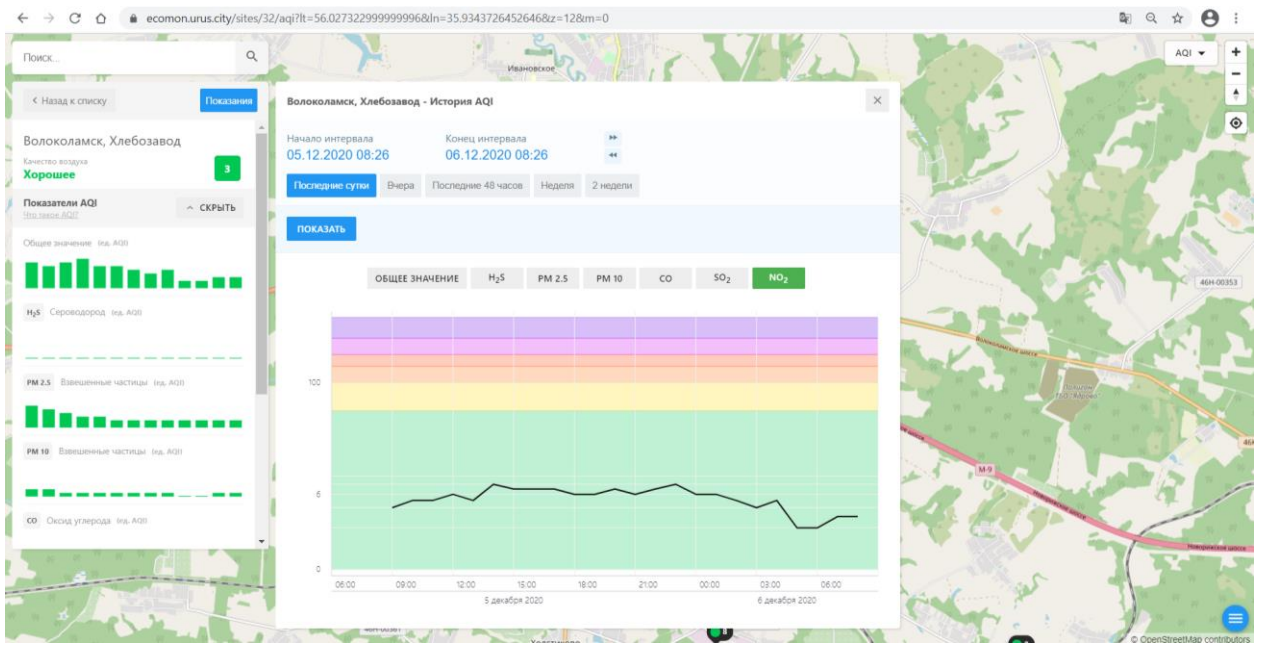 ecomon.urus.city/sites/32/aqi?lt=56.027322999999996&ln=35.9343726452646&z=12&m=0
Поиск...
AQI
Ивановское
Назад к списку
Показания
Волоколамск, Хлебозавод
Качество воздуха
Хорошее
3
Показатели AQI
Что такое AQI?
СКРЫТЬ
Общее значение (ед. AQI)
H₂S Сероводород (ед. AQI)
PM 2.5 Взвешенные частицы (ед. AQI)
PM 10 Взвешенные частицы (ед. AQI)
CO Оксид углерода (ед. AQI)
Волоколамск, Хлебозавод - История AQI
Начало интервала
05.12.2020 08:26
Конец интервала
06.12.2020 08:26
Последние сутки
Вчера
Последние 48 часов
Неделя
2 недели
ПОКАЗАТЬ
ОБЩЕЕ ЗНАЧЕНИЕ
H₂S
PM 2.5
PM 10
CO
SO₂
NO₂
100
6
0
06:00 09:00 12:00 15:00 18:00 21:00 00:00 03:00 06:00
5 декабря 2020
6 декабря 2020
46Н-00353
Волоколамское шоссе
Полигон
ТБО "Ядрово"
М-9
Новорижское шоссе
Новорижское шоссе
© OpenStreetMap contributors